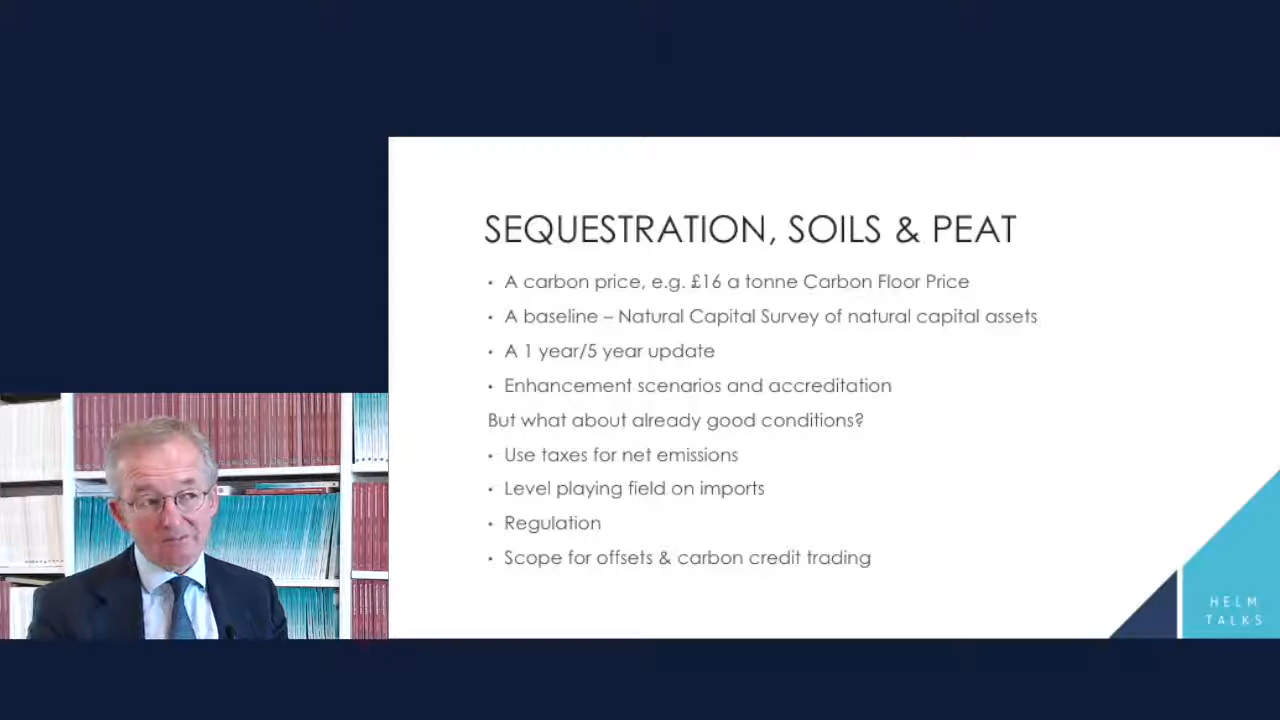 SEQUESTRATION, SOILS & PEAT
• A carbon price, e.g. £16 a tonne Carbon Floor Price
• A baseline – Natural Capital Survey of natural capital assets
• A 1 year/5 year update
• Enhancement scenarios and accreditation
But what about already good conditions?
• Use taxes for net emissions
• Level playing field on imports
• Regulation
• Scope for offsets & carbon credit trading
HELM
TALKS